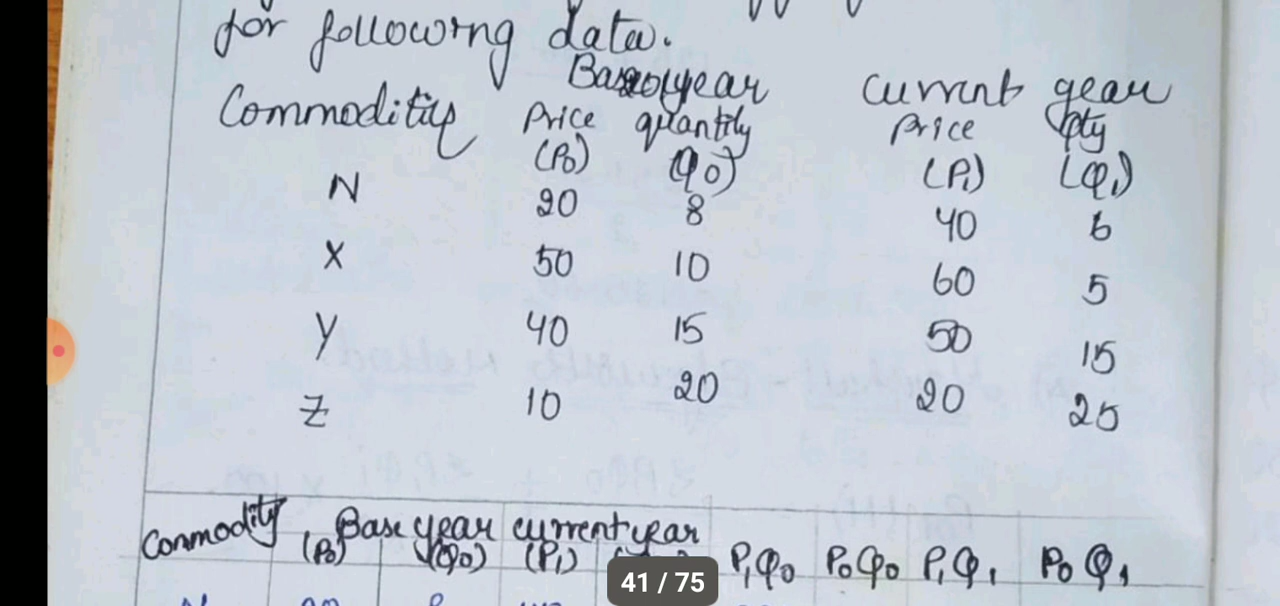 for following data.
Base year current year
Commodity Price quantity Price Qty
(P₀) (q₀) (P₁) (q₁)
N 20 8 40 6
X 50 10 60 5
Y 40 15 50 15
Z 10 20 20 25
Commodity Base year current year
(P₀) (q₀) (P₁) P₁q₀ P₀q₀ P₁q₁ P₀q₁
41 / 75